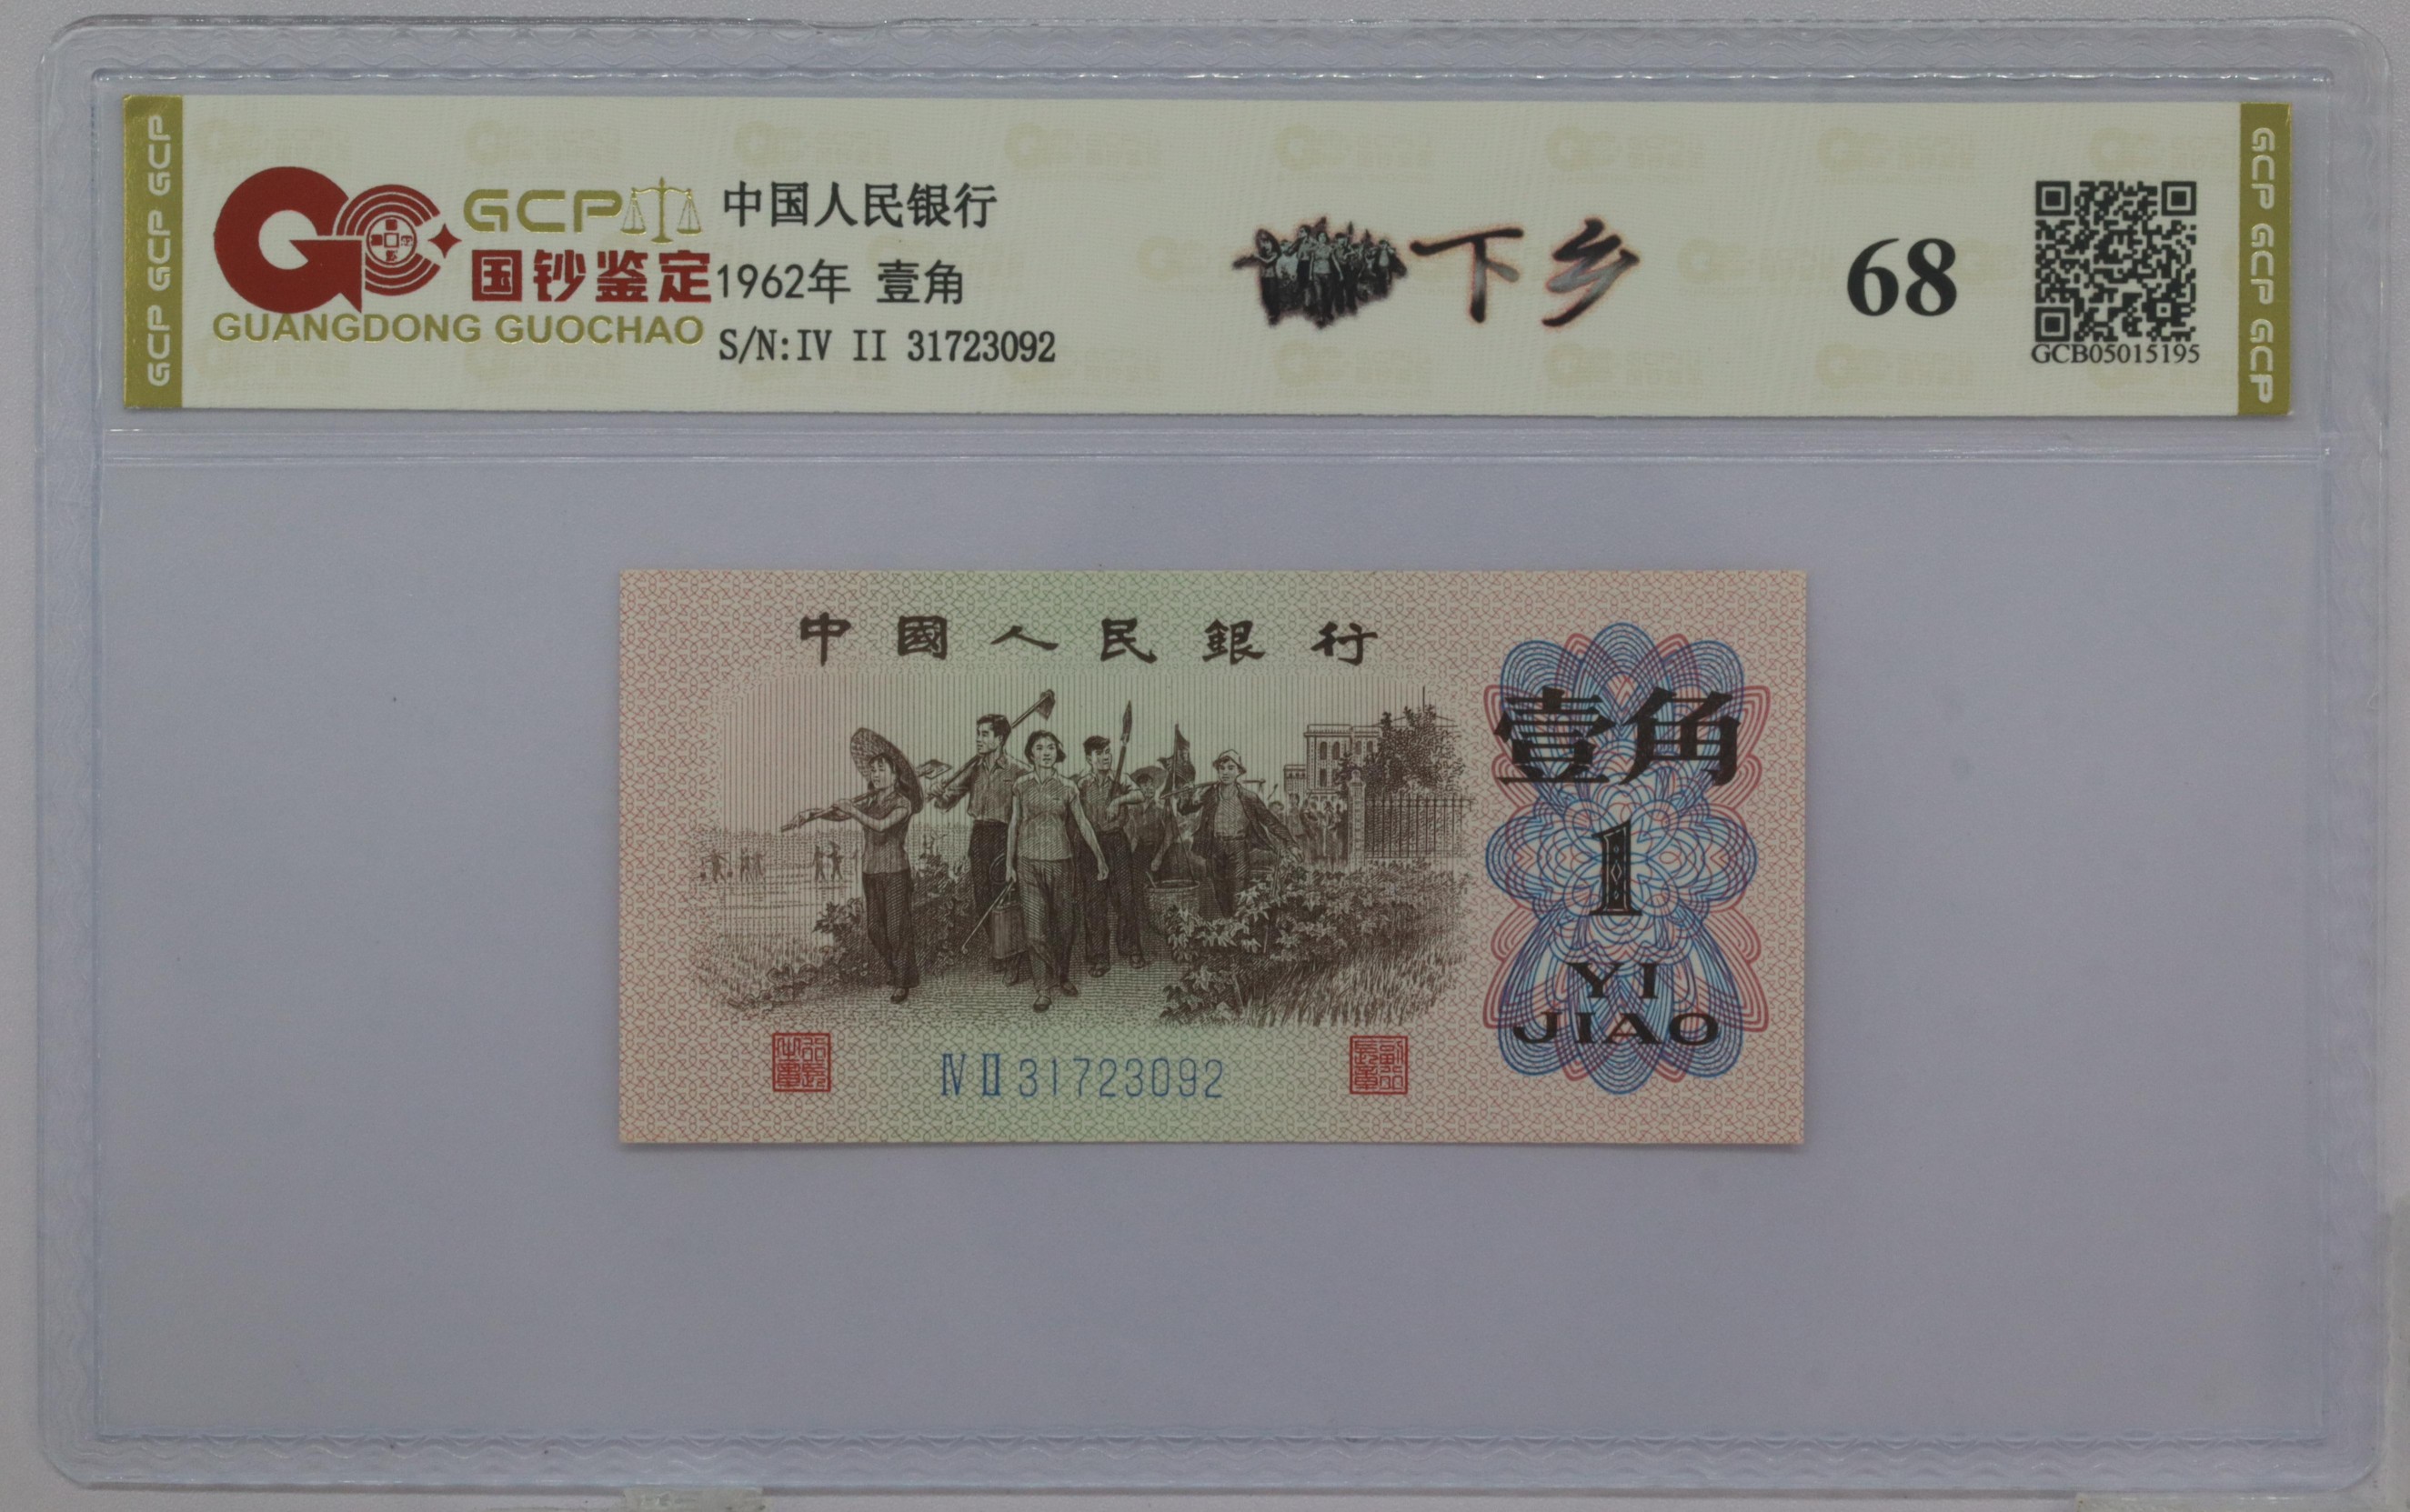 GCP GCP GCP
GCP
国钞鉴定
GUANGDONG GUOCHAO
中国人民银行
1962年 壹角
S/N:IV II 31723092
下乡
68
GCB05015195
GCP GCP GCP
中國人民銀行
壹角
1
YI
JIAO
IV II 31723092